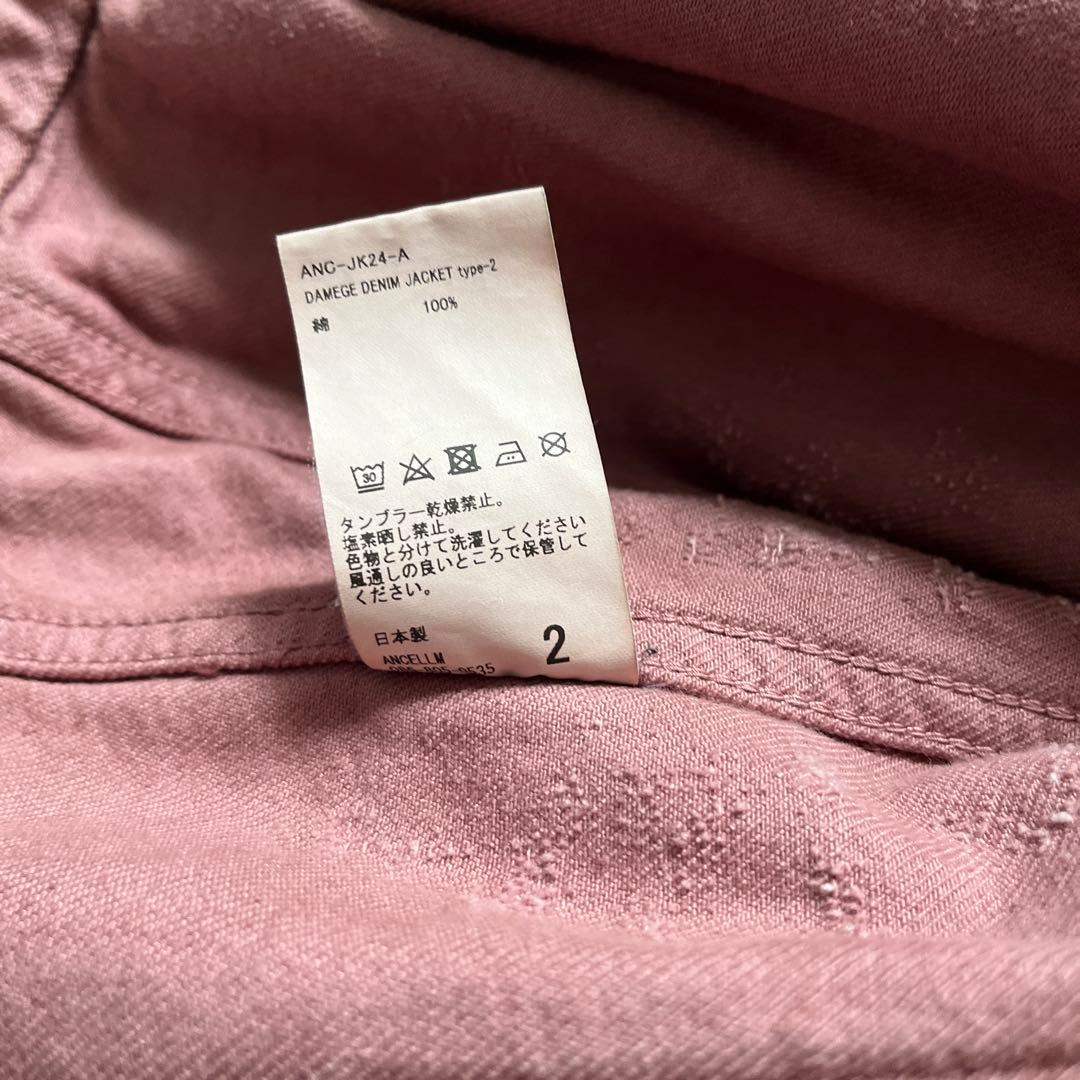 ANC-JK24-A
DAMEGE DENIM JACKET type-2
綿 100%
30
タンブラー乾燥禁止。
塩素晒し禁止。
色物と分けて洗濯してください
風通しの良いところで保管して
ください。
日本製 2
ANCELLM